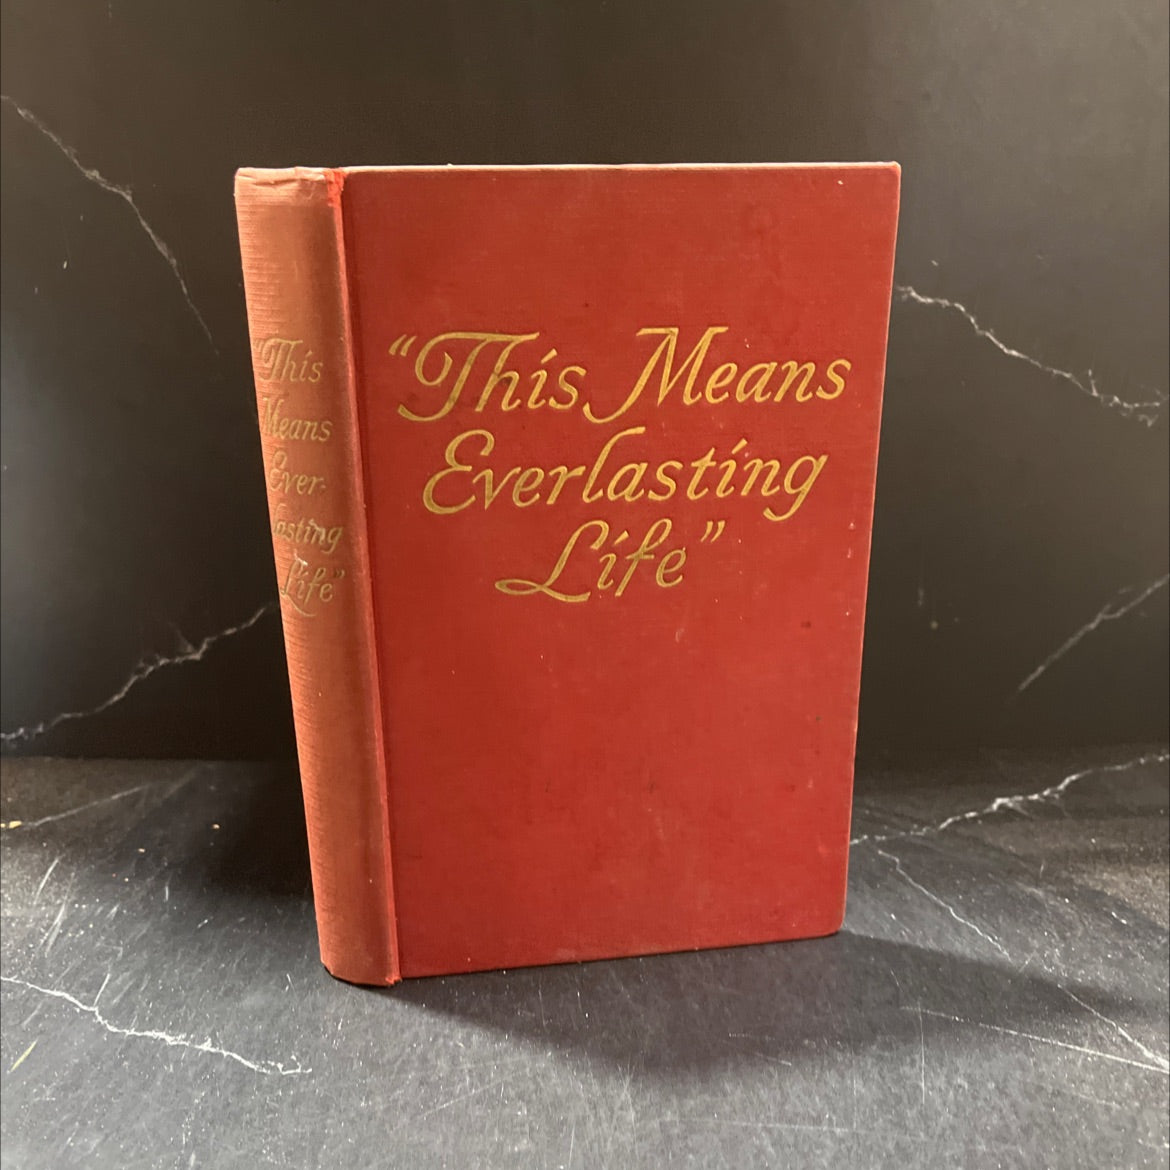 "This
Means
Ever-
lasting
Life"
"This Means
Everlasting
Life"